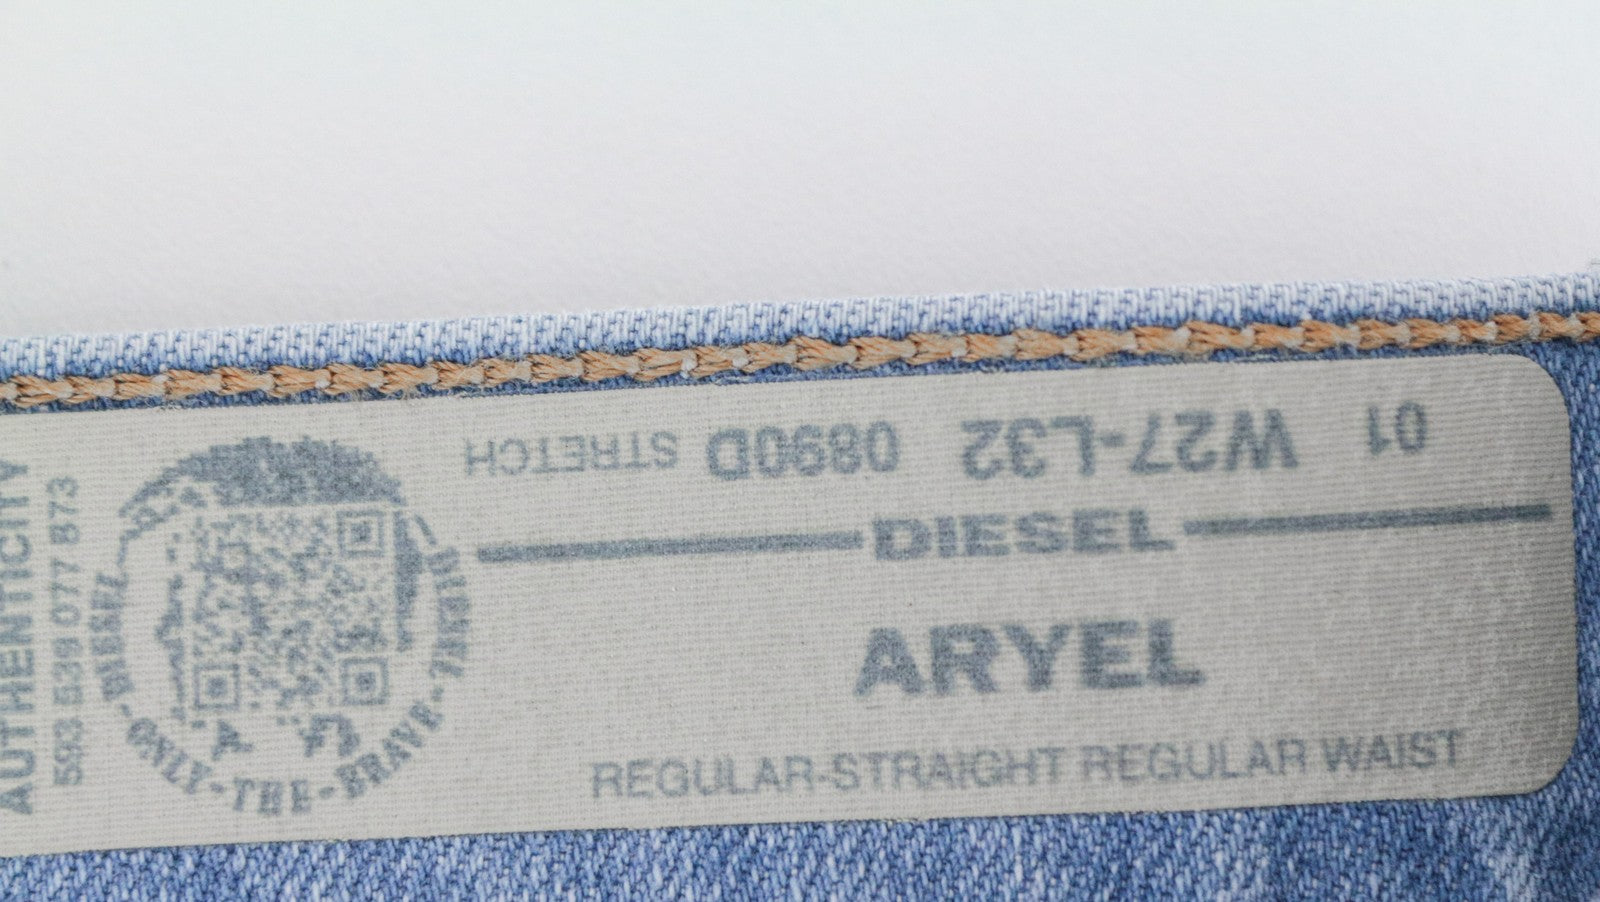 01 W27-L32 0890D STRETCH
DIESEL
ARYEL
REGULAR-STRAIGHT REGULAR WAIST
DIESEL-ONLY-THE-BRAVE-DIESEL
AUTHENTICITY
593 539 077 873